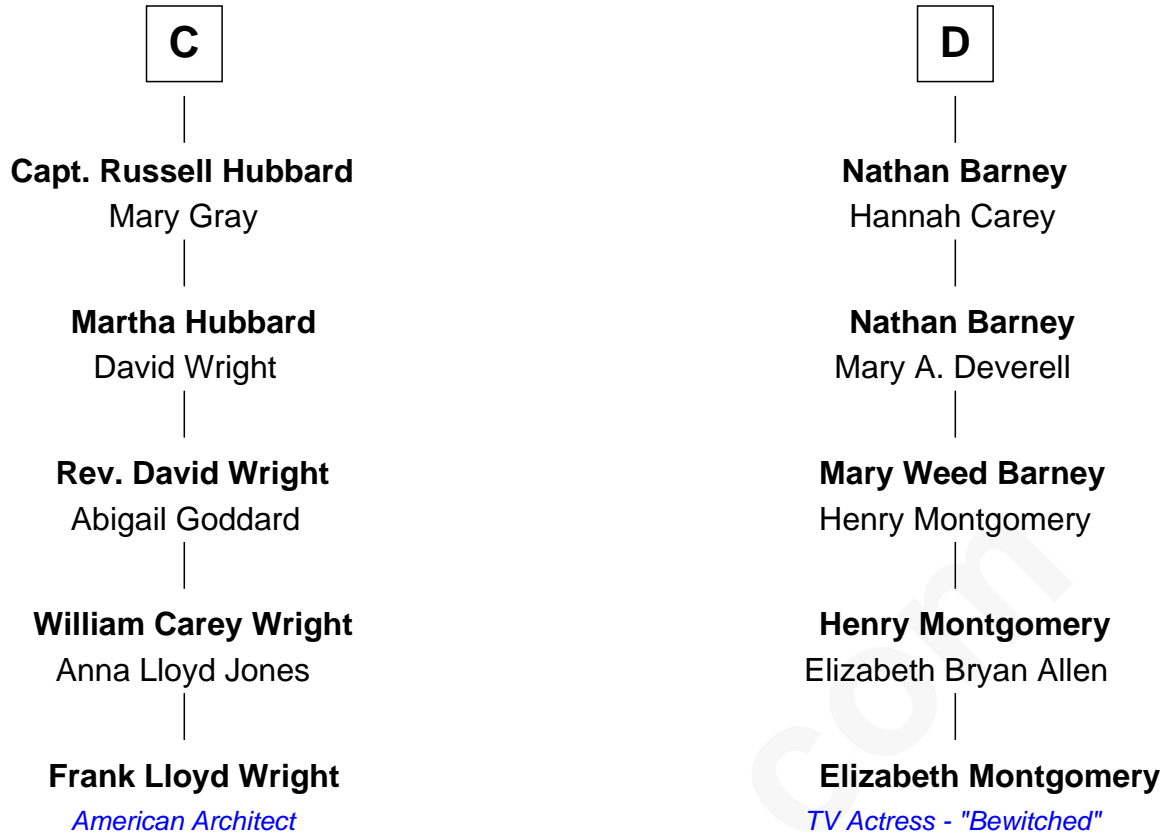 C
Capt. Russell Hubbard
Mary Gray
Martha Hubbard
David Wright
Rev. David Wright
Abigail Goddard
William Carey Wright
Anna Lloyd Jones
Frank Lloyd Wright
American Architect
D
Nathan Barney
Hannah Carey
Nathan Barney
Mary A. Deverell
Mary Weed Barney
Henry Montgomery
Henry Montgomery
Elizabeth Bryan Allen
Elizabeth Montgomery
TV Actress - "Bewitched"
com